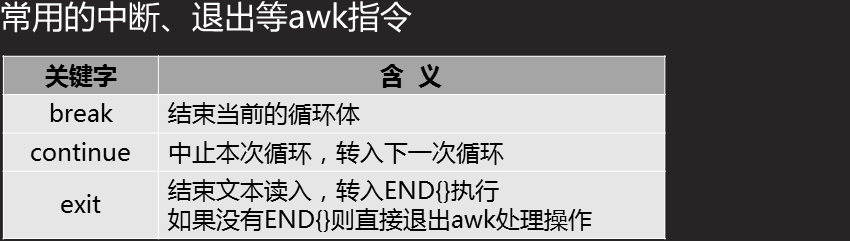 常用的中断、退出等awk指令
关键字 含 义
break 结束当前的循环体
continue 中止本次循环，转入下一次循环
exit 结束文本读入，转入END{}执行
如果没有END{}则直接退出awk处理操作